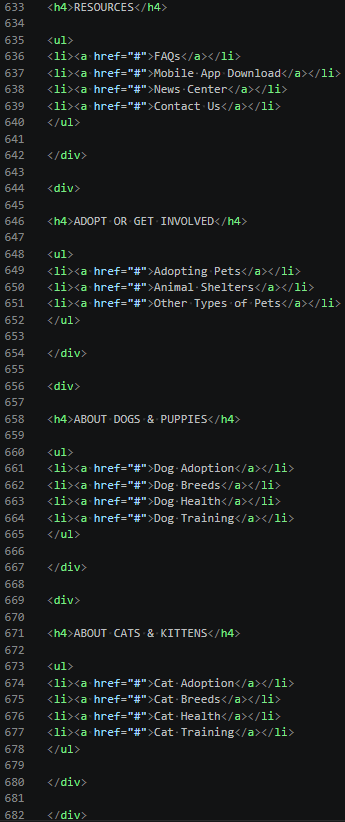 633 <h4>RESOURCES</h4>
634
635 <ul>
636 <li><a href="#">FAQs</a></li>
637 <li><a href="#">Mobile App Download</a></li>
638 <li><a href="#">News Center</a></li>
639 <li><a href="#">Contact Us</a></li>
640 </ul>
641
642 </div>
643
644 <div>
645
646 <h4>ADOPT OR GET INVOLVED</h4>
647
648 <ul>
649 <li><a href="#">Adopting Pets</a></li>
650 <li><a href="#">Animal Shelters</a></li>
651 <li><a href="#">Other Types of Pets</a></li>
652 </ul>
653
654 </div>
655
656 <div>
657
658 <h4>ABOUT DOGS & PUPPIES</h4>
659
660 <ul>
661 <li><a href="#">Dog Adoption</a></li>
662 <li><a href="#">Dog Breeds</a></li>
663 <li><a href="#">Dog Health</a></li>
664 <li><a href="#">Dog Training</a></li>
665 </ul>
666
667 </div>
668
669 <div>
670
671 <h4>ABOUT CATS & KITTENS</h4>
672
673 <ul>
674 <li><a href="#">Cat Adoption</a></li>
675 <li><a href="#">Cat Breeds</a></li>
676 <li><a href="#">Cat Health</a></li>
677 <li><a href="#">Cat Training</a></li>
678 </ul>
679
680 </div>
681
682 </div>